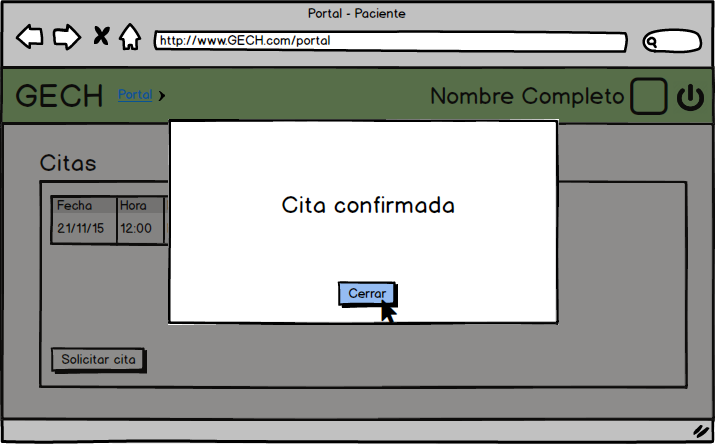 Portal - Paciente
http://www.GECH.com/portal
GECH Portal > Nombre Completo
Citas
Fecha Hora
21/11/15 12:00
Cita confirmada
Cerrar
Solicitar cita